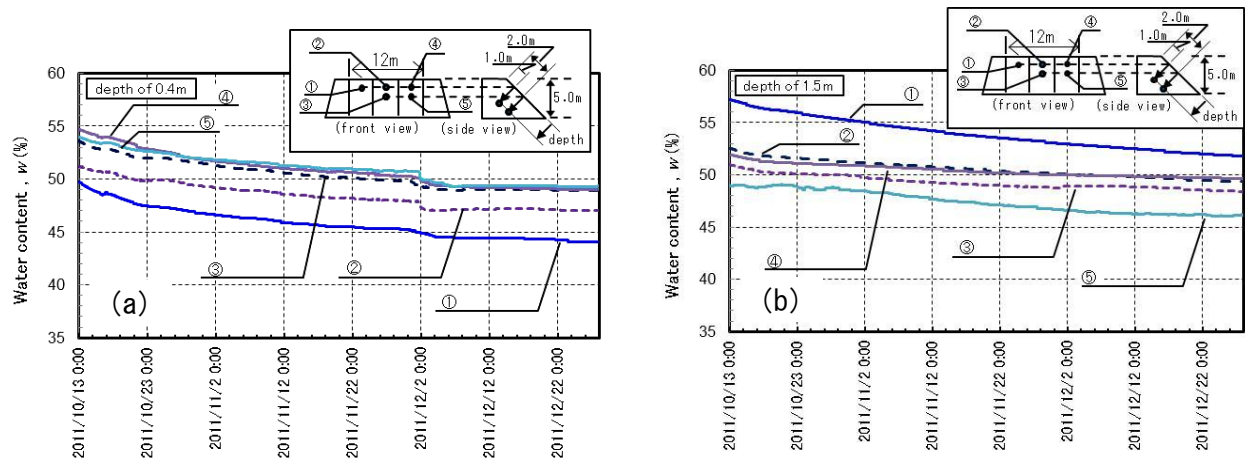 ②
④
2.0m
12m
1.0m
①
③
⑤
5.0m
(front view)
(side view)
depth
depth of 0.4m
④
⑤
③
②
①
(a)
Water content , w (%)
60
55
50
45
40
35
2011/10/13 0:00
2011/10/23 0:00
2011/11/2 0:00
2011/11/12 0:00
2011/11/22 0:00
2011/12/2 0:00
2011/12/12 0:00
2011/12/22 0:00
②
④
2.0m
12m
1.0m
①
③
⑤
5.0m
(front view)
(side view)
depth
depth of 1.5m
①
②
④
③
⑤
(b)
Water content , w (%)
60
55
50
45
40
35
2011/10/13 0:00
2011/10/23 0:00
2011/11/2 0:00
2011/11/12 0:00
2011/11/22 0:00
2011/12/2 0:00
2011/12/12 0:00
2011/12/22 0:00